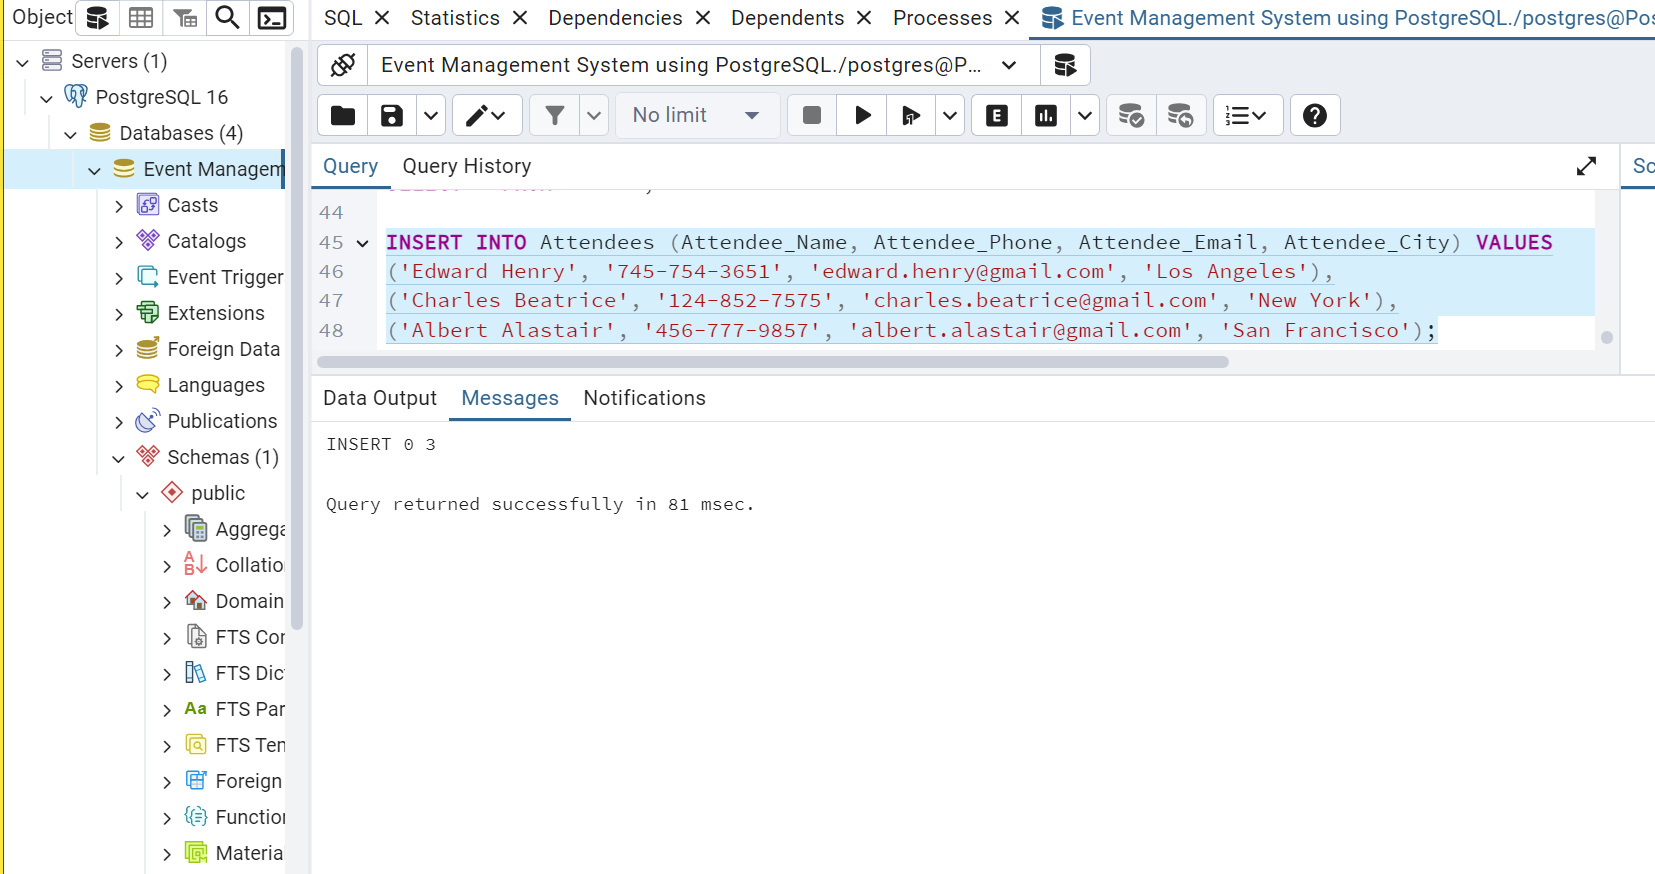 Object
SQL Statistics Dependencies Dependents Processes Event Management System using PostgreSQL./postgres@Po
Servers (1)
PostgreSQL 16
Databases (4)
Event Managem
Casts
Catalogs
Event Trigger
Extensions
Foreign Data
Languages
Publications
Schemas (1)
public
Aggrega
Collatio
Domain
FTS Cor
FTS Dic
Aa FTS Par
FTS Ten
Foreign
Function
Materia
Event Management System using PostgreSQL./postgres@P...
No limit E
Query Query History Sc
44
45 INSERT INTO Attendees (Attendee_Name, Attendee_Phone, Attendee_Email, Attendee_City) VALUES
46 ('Edward Henry', '745-754-3651', 'edward.henry@gmail.com', 'Los Angeles'),
47 ('Charles Beatrice', '124-852-7575', 'charles.beatrice@gmail.com', 'New York'),
48 ('Albert Alastair', '456-777-9857', 'albert.alastair@gmail.com', 'San Francisco');
Data Output Messages Notifications
INSERT 0 3
Query returned successfully in 81 msec.